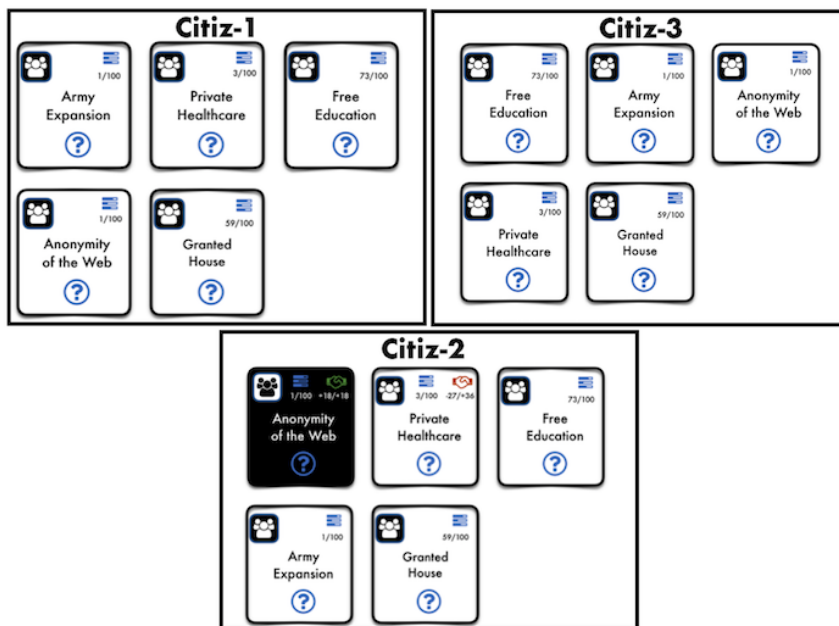 Citiz-1
1/100
Army
Expansion
?
3/100
Private
Healthcare
?
73/100
Free
Education
?
1/100
Anonymity
of the Web
?
59/100
Granted
House
?
Citiz-3
73/100
Free
Education
?
1/100
Army
Expansion
?
1/100
Anonymity
of the Web
?
3/100
Private
Healthcare
?
59/100
Granted
House
?
Citiz-2
1/100 +18/+18
Anonymity
of the Web
?
3/100 -27/+36
Private
Healthcare
?
73/100
Free
Education
?
1/100
Army
Expansion
?
59/100
Granted
House
?